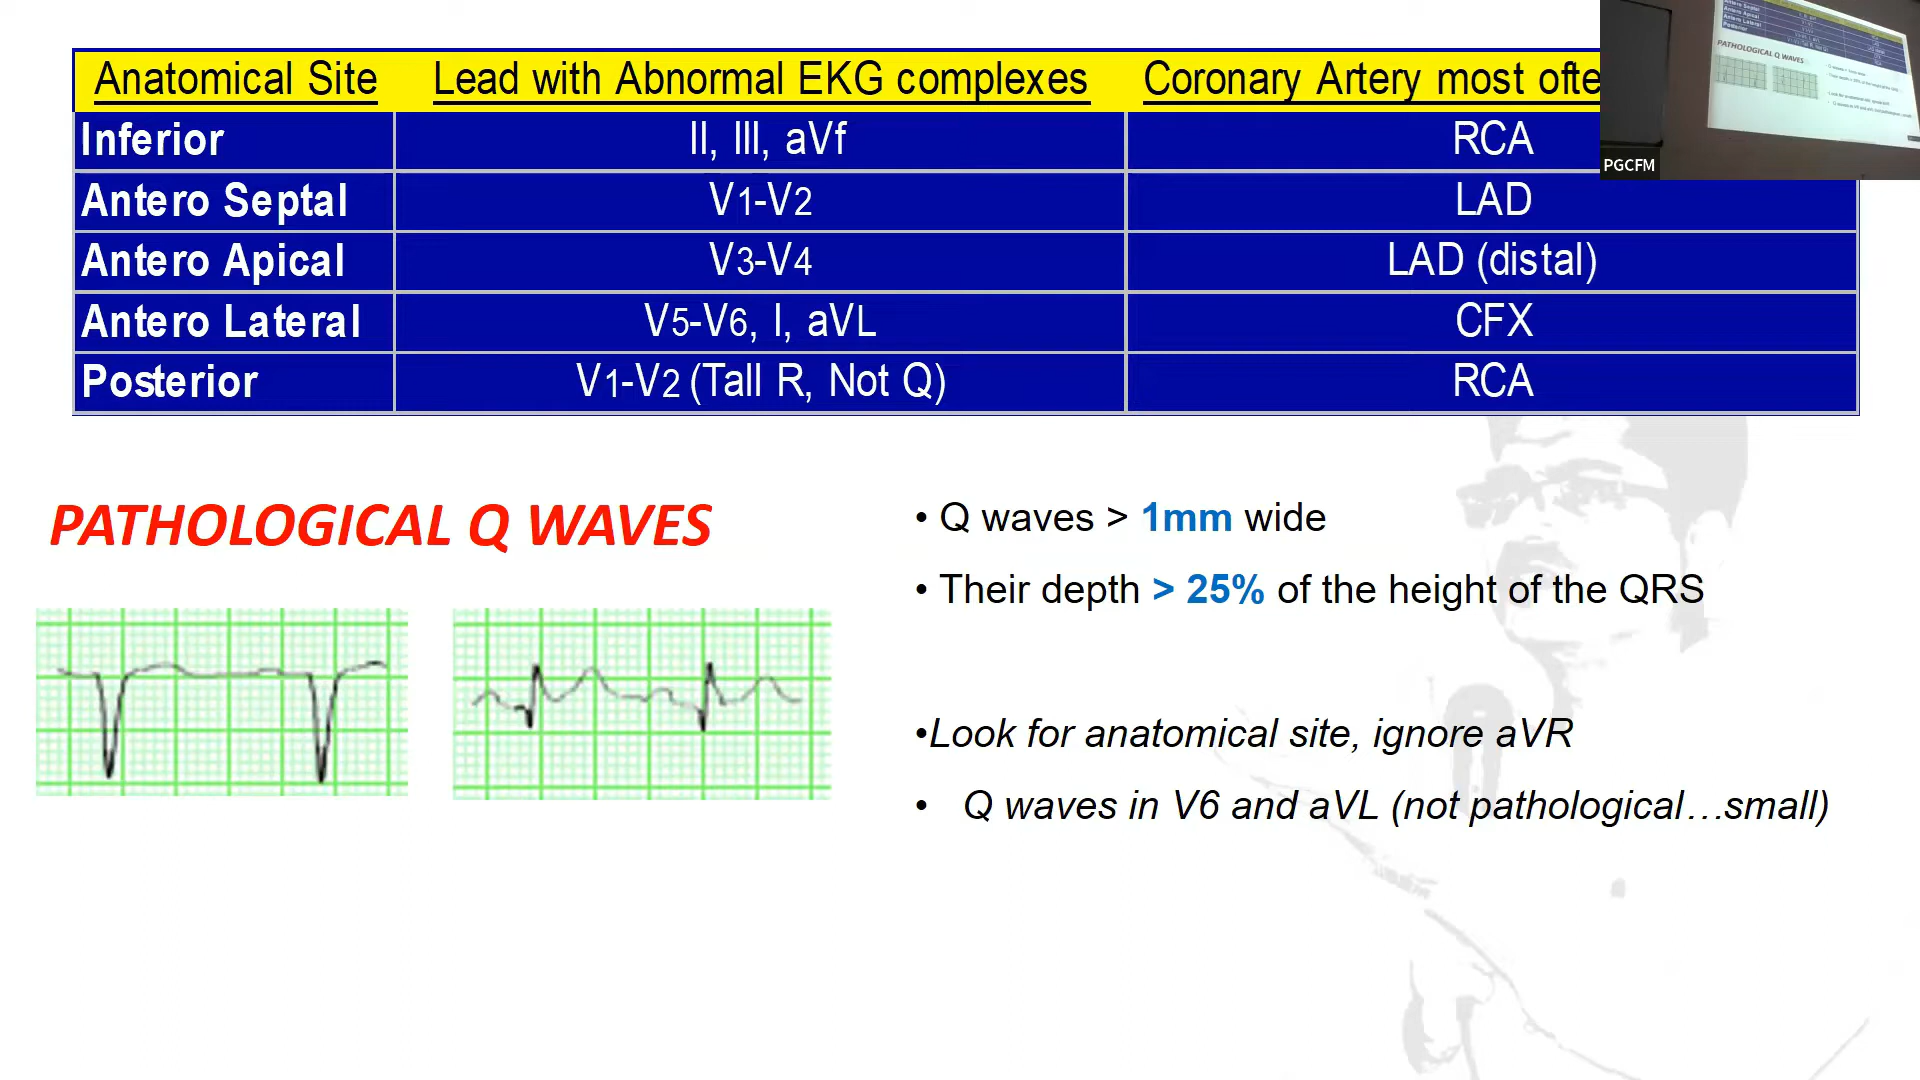 Anatomical Site Lead with Abnormal EKG complexes Coronary Artery most
Inferior II, III, aVf RCA
Antero Septal V1-V2 LAD
Antero Apical V3-V4 LAD (distal)
Antero Lateral V5-V6, I, aVL CFX
Posterior V1-V2 (Tall R, Not Q) RCA
PGCFM
PATHOLOGICAL Q WAVES
• Q waves > 1mm wide
• Their depth > 25% of the height of the QRS
•Look for anatomical site, ignore aVR
• Q waves in V6 and aVL (not pathological…small)
PATHOLOGICAL Q WAVES